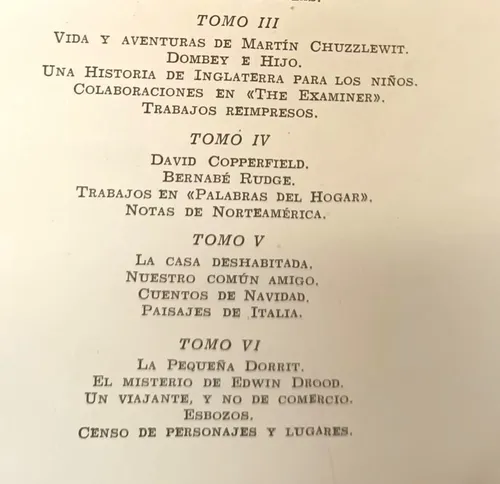 TOMO III
VIDA Y AVENTURAS DE MARTÍN CHUZZLEWIT.
DOMBEY E HIJO.
UNA HISTORIA DE INGLATERRA PARA LOS NIÑOS.
COLABORACIONES EN «THE EXAMINER».
TRABAJOS REIMPRESOS.
TOMO IV
DAVID COPPERFIELD.
BERNABÉ RUDGE.
TRABAJOS EN «PALABRAS DEL HOGAR».
NOTAS DE NORTEAMÉRICA.
TOMO V
LA CASA DESHABITADA.
NUESTRO COMÚN AMIGO.
CUENTOS DE NAVIDAD.
PAISAJES DE ITALIA.
TOMO VI
LA PEQUEÑA DORRIT.
EL MISTERIO DE EDWIN DROOD.
UN VIAJANTE, Y NO DE COMERCIO.
ESBOZOS.
CENSO DE PERSONAJES Y LUGARES.